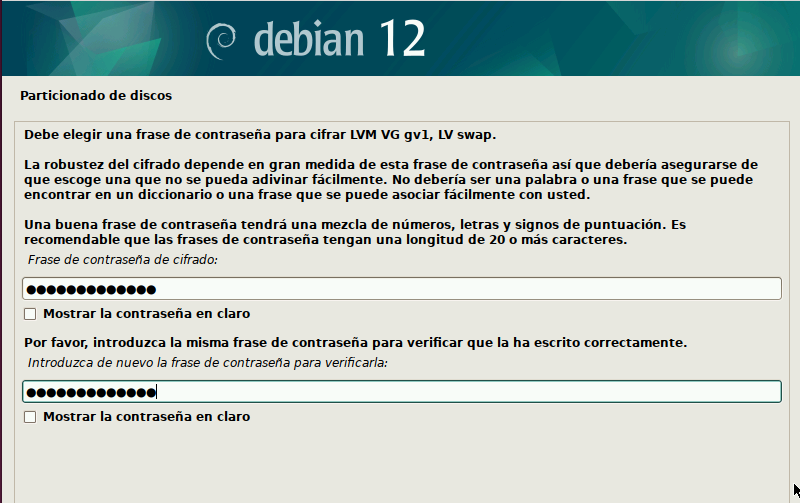 debian 12
Particionado de discos
Debe elegir una frase de contraseña para cifrar LVM VG gv1, LV swap.
La robustez del cifrado depende en gran medida de esta frase de contraseña así que debería asegurarse de
que escoge una que no se pueda adivinar fácilmente. No debería ser una palabra o una frase que se puede
encontrar en un diccionario o una frase que se puede asociar fácilmente con usted.
Una buena frase de contraseña tendrá una mezcla de números, letras y signos de puntuación. Es
recomendable que las frases de contraseña tengan una longitud de 20 o más caracteres.
Frase de contraseña de cifrado:
●●●●●●●●●●●●●
Mostrar la contraseña en claro
Por favor, introduzca la misma frase de contraseña para verificar que la ha escrito correctamente.
Introduzca de nuevo la frase de contraseña para verificarla:
●●●●●●●●●●●●●
Mostrar la contraseña en claro